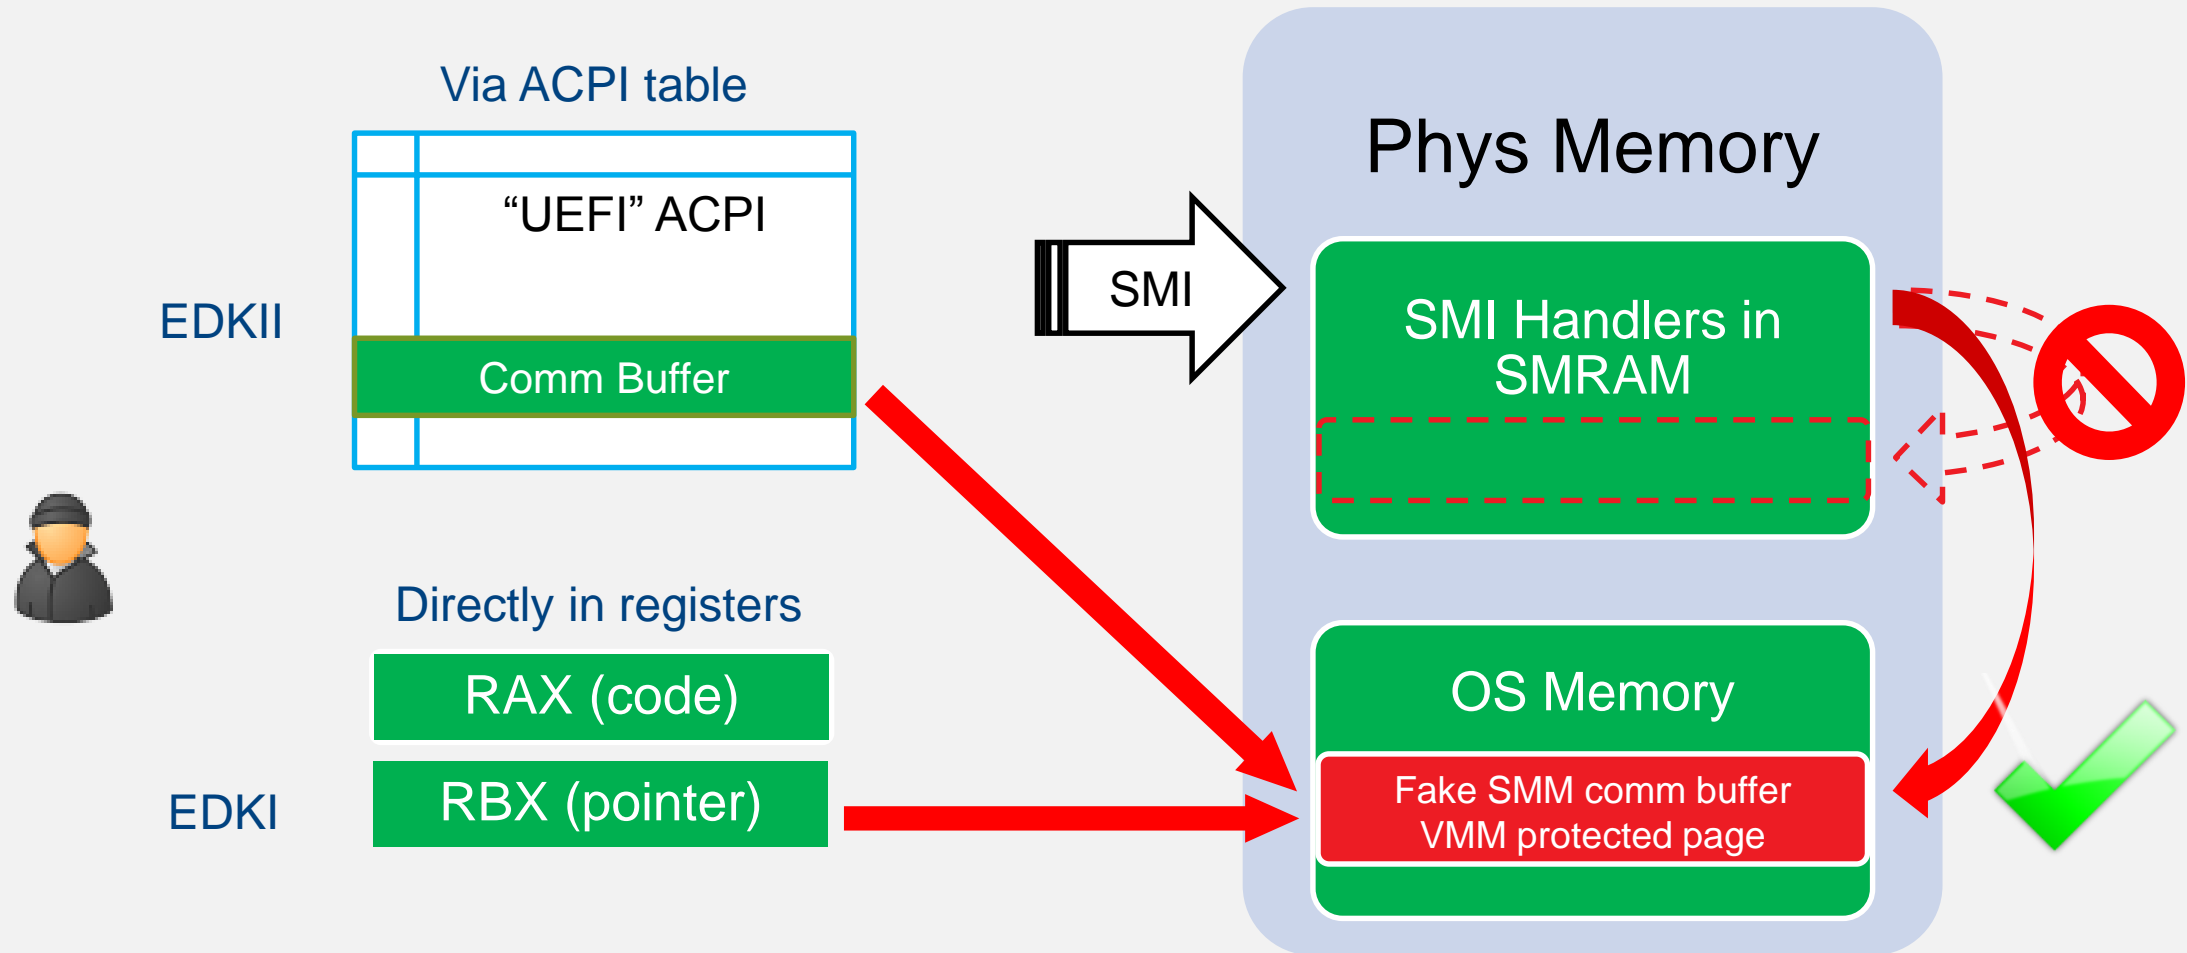 Via ACPI table
“UEFI” ACPI
EDKII
Comm Buffer
Directly in registers
RAX (code)
EDKI
RBX (pointer)
SMI
Phys Memory
SMI Handlers in
SMRAM
OS Memory
Fake SMM comm buffer
VMM protected page